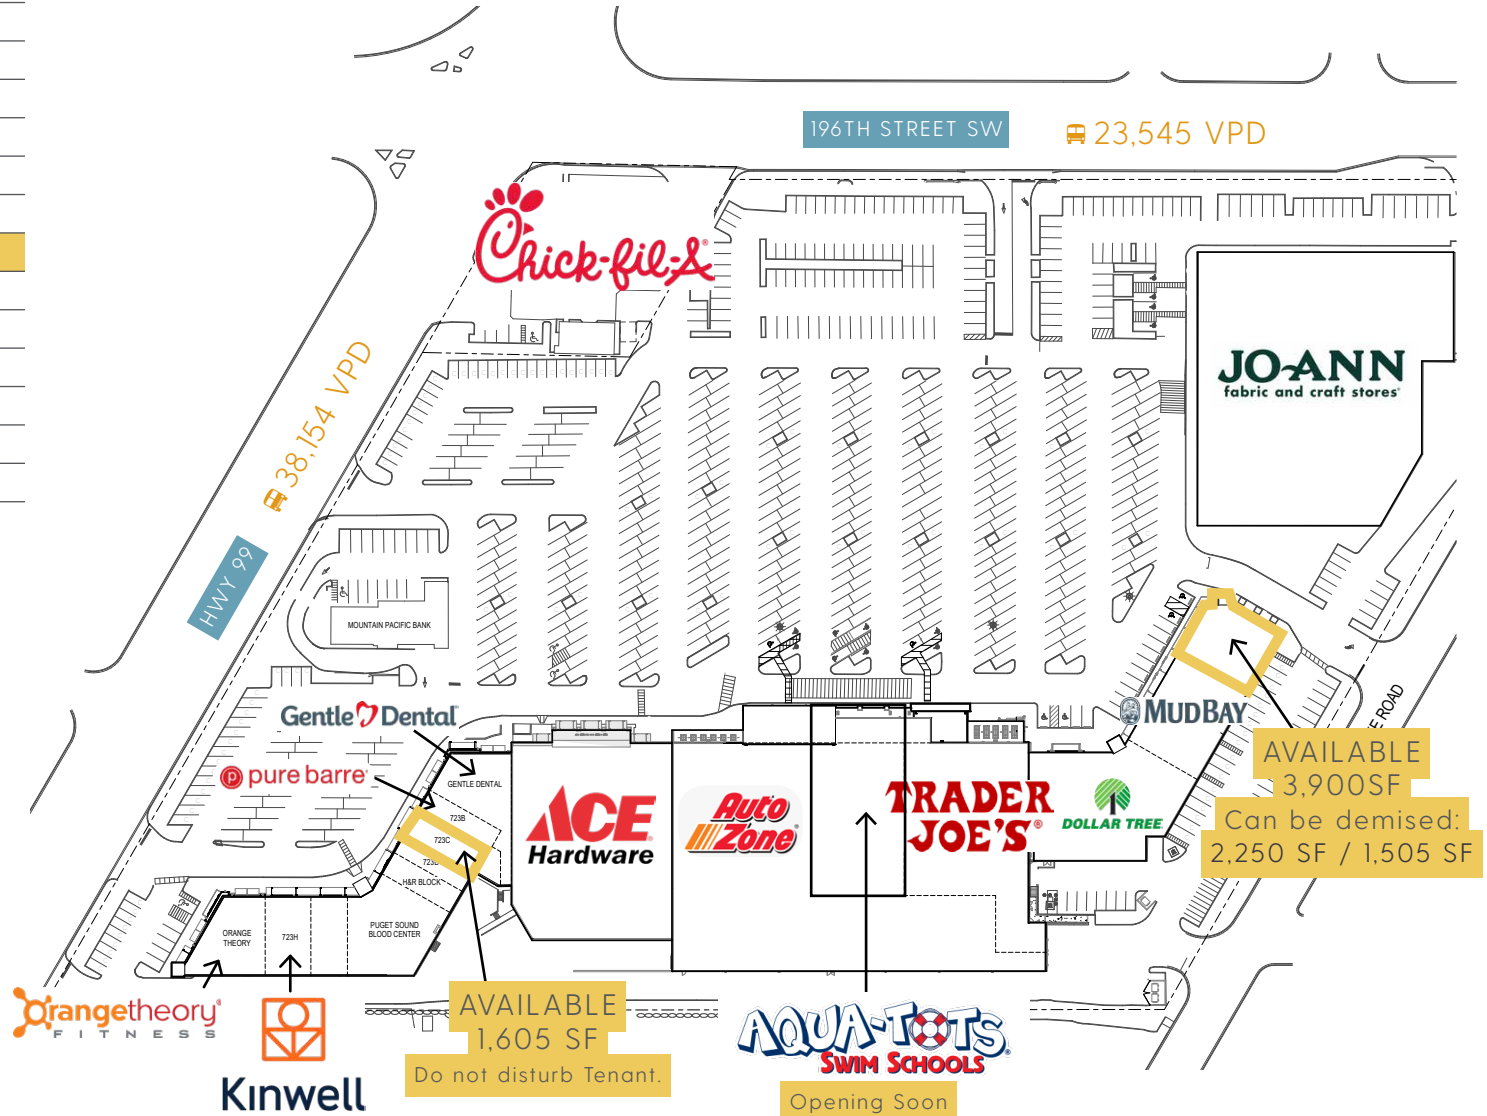 196TH STREET SW
23,545 VPD
Chick-fil-A®
38,154 VPD
HWY 99
JO-ANN
fabric and craft stores®
MOUNTAIN PACIFIC BANK
Gentle Dental
pure barre
GENTLE DENTAL
723B
723C
H&R BLOCK
PUGET SOUND
BLOOD CENTER
ORANGE
THEORY
723H
ACE
Hardware
Auto
Zone
TRADER
JOE'S®
DOLLAR TREE
MUDBAY
ROAD
AVAILABLE
3,900SF
Can be demised:
2,250 SF / 1,505 SF
orangetheory®
FITNESS
Kinwell
AVAILABLE
1,605 SF
Do not disturb Tenant.
AQUA-TOTS
SWIM SCHOOLS
Opening Soon